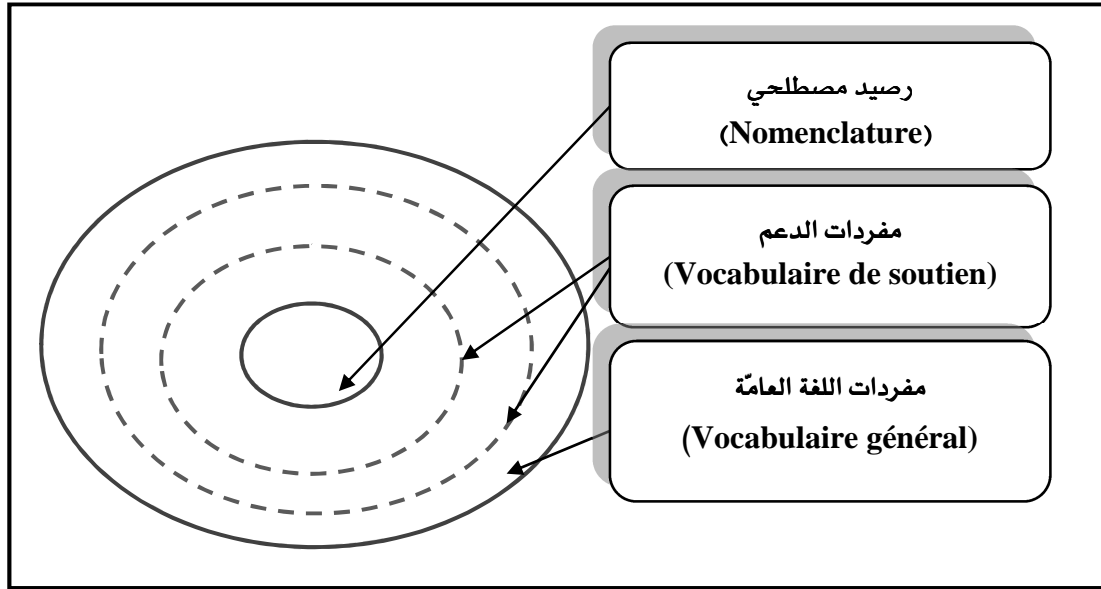 رصيد مصطلحي
(Nomenclature)
مفردات الدعم
(Vocabulaire de soutien)
مفردات اللغة العامّة
(Vocabulaire général)